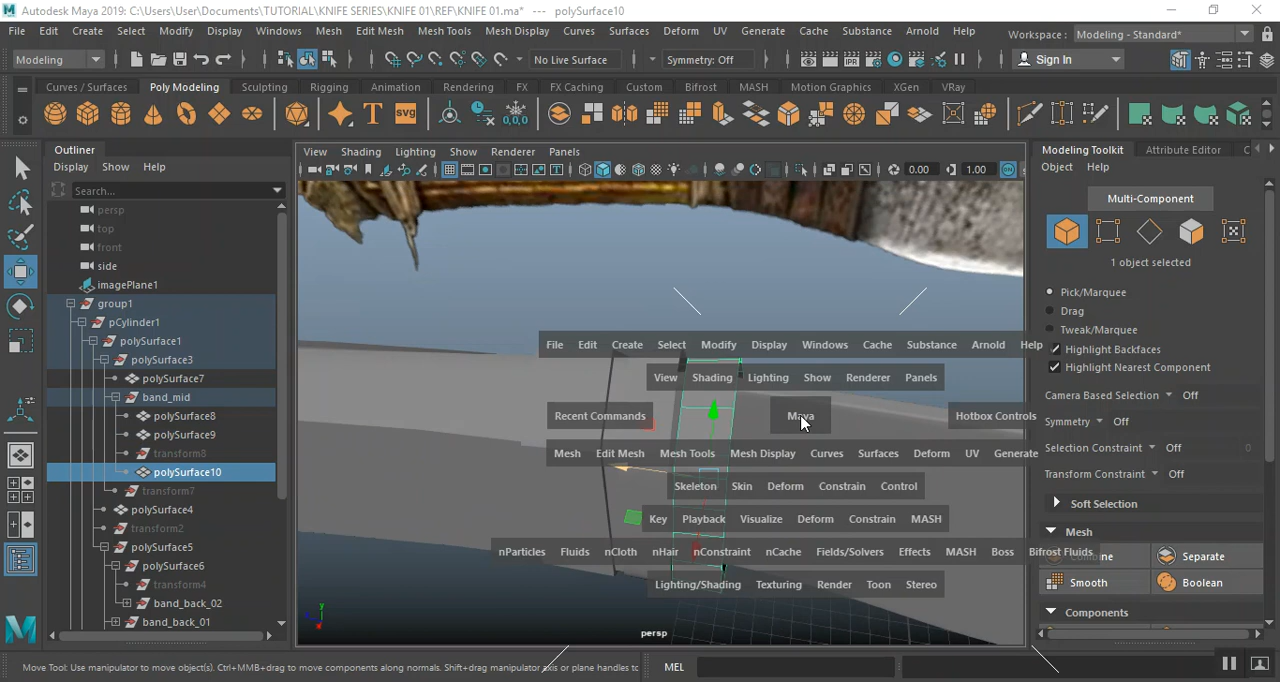 Autodesk Maya 2019: C:\Users\User\Documents\TUTORIAL\KNIFE SERIES\KNIFE 01\REF\KNIFE 01.ma* --- polySurface10
File Edit Create Select Modify Display Windows Mesh Edit Mesh Mesh Tools Mesh Display Curves Surfaces Deform UV Generate Cache Substance Arnold Help Workspace : Modeling - Standard*
Modeling No Live Surface Symmetry: Off Sign In
Curves / Surfaces Poly Modeling Sculpting Rigging Animation Rendering FX FX Caching Custom Bifrost MASH Motion Graphics XGen VRay
T SVG 0,0,0
Outliner
Display Show Help
Search...
persp
top
front
side
imagePlane1
group1
pCylinder1
polySurface1
polySurface3
polySurface7
band_mid
polySurface8
polySurface9
transform8
polySurface10
transform7
polySurface4
transform2
polySurface5
polySurface6
transform4
band_back_02
band_back_01
View Shading Lighting Show Renderer Panels
0.00 1.00
File Edit Create Select Modify Display Windows Cache Substance Arnold Help
View Shading Lighting Show Renderer Panels
Recent Commands Maya Hotbox Controls
Mesh Edit Mesh Mesh Tools Mesh Display Curves Surfaces Deform UV Generate
Skeleton Skin Deform Constrain Control
Key Playback Visualize Deform Constrain MASH
nParticles Fluids nCloth nHair nConstraint nCache Fields/Solvers Effects MASH Boss Bifrost Fluids
Lighting/Shading Texturing Render Toon Stereo
y
persp
Modeling Toolkit Attribute Editor C
Object Help
Multi-Component
1 object selected
Pick/Marquee
Drag
Tweak/Marquee
Highlight Backfaces
Highlight Nearest Component
Camera Based Selection Off
Symmetry Off
Selection Constraint Off
Transform Constraint Off
Soft Selection
Mesh
Separate
Smooth Boolean
Components
Move Tool: Use manipulator to move object(s). Ctrl+MMB+drag to move components along normals. Shift+drag manipulator axis or plane handles to
MEL